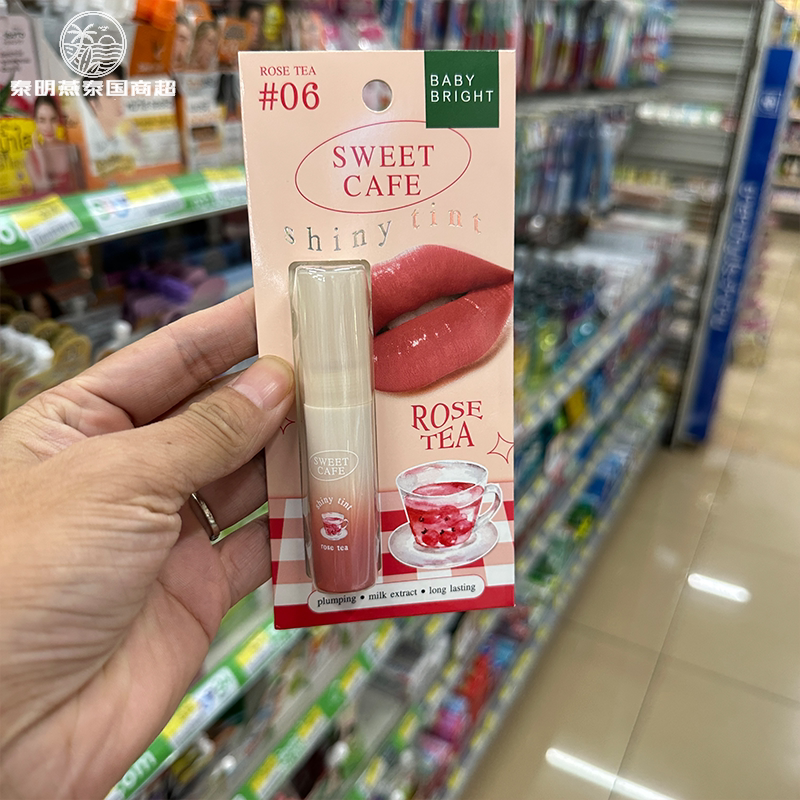 泰明燕泰国商超
ROSE TEA
#06
BABY
BRIGHT
SWEET
CAFE
shiny tint
ROSE
TEA
SWEET
CAFE
shiny tint
rose tea
plumping • milk extract • long lasting